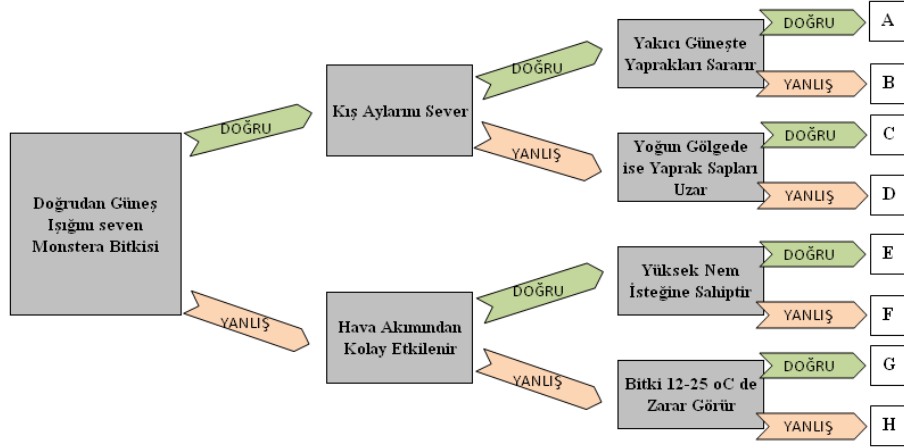 Doğrudan Güneş
Işığını seven
Monstera Bitkisi
DOĞRU
YANLIŞ
Kış Aylarını Sever
DOĞRU
YANLIŞ
Hava Akımından
Kolay Etkilenir
DOĞRU
YANLIŞ
Yakıcı Güneşte
Yaprakları Sararır
DOĞRU
A
YANLIŞ
B
Yoğun Gölgede
ise Yaprak Sapları
Uzar
DOĞRU
C
YANLIŞ
D
Yüksek Nem
İsteğine Sahiptir
DOĞRU
E
YANLIŞ
F
Bitki 12-25 oC de
Zarar Görür
DOĞRU
G
YANLIŞ
H